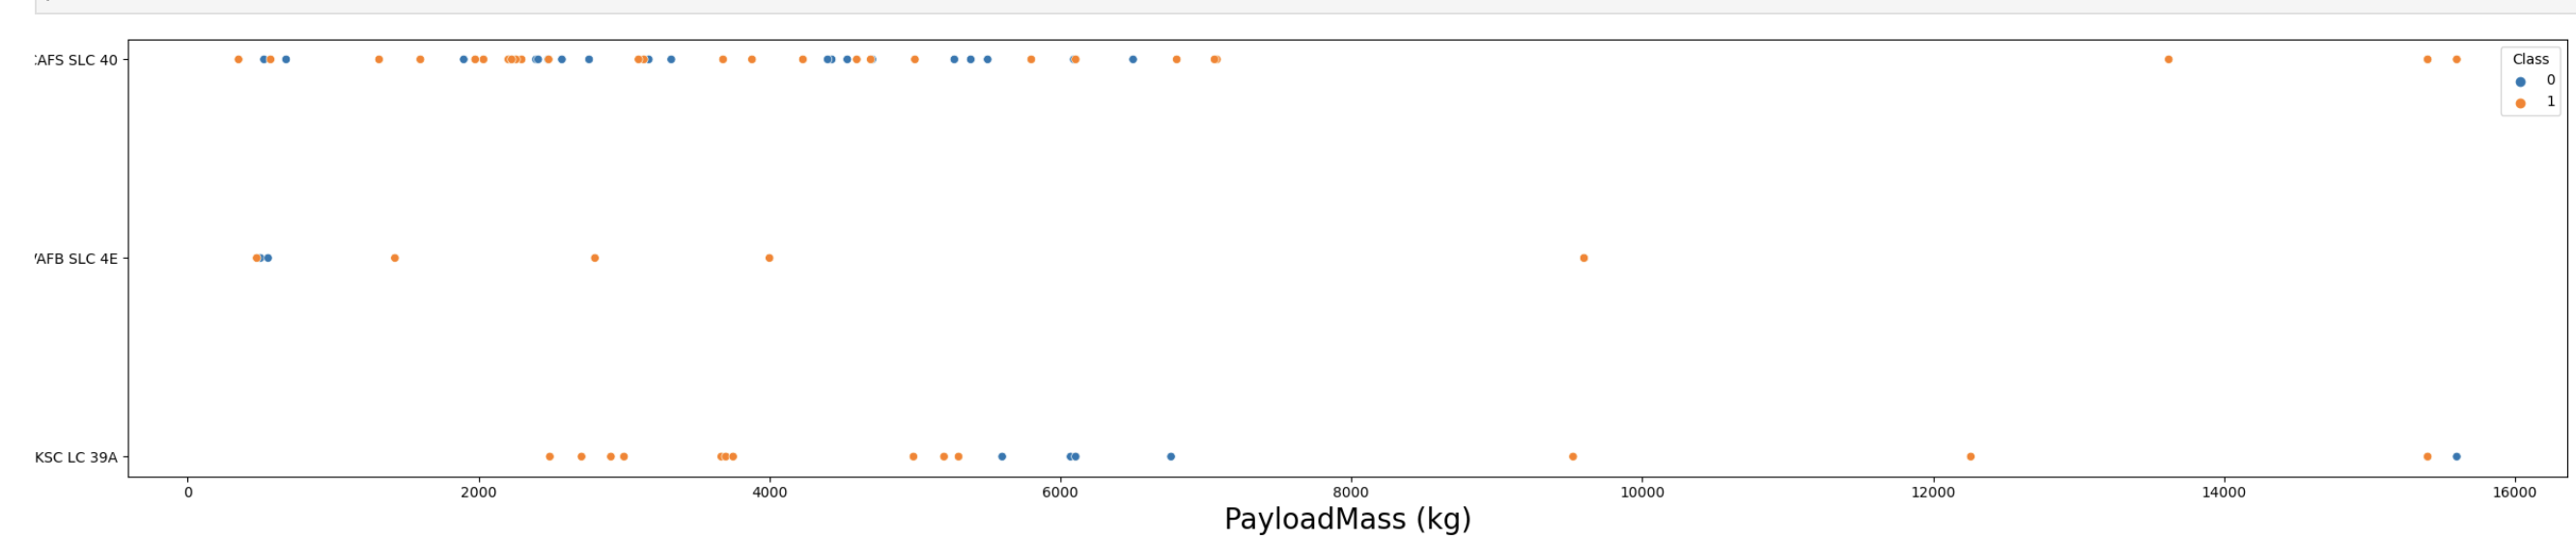 CAFS SLC 40
Class
0
1
VAFB SLC 4E
KSC LC 39A
0 2000 4000 6000 8000 10000 12000 14000 16000
PayloadMass (kg)